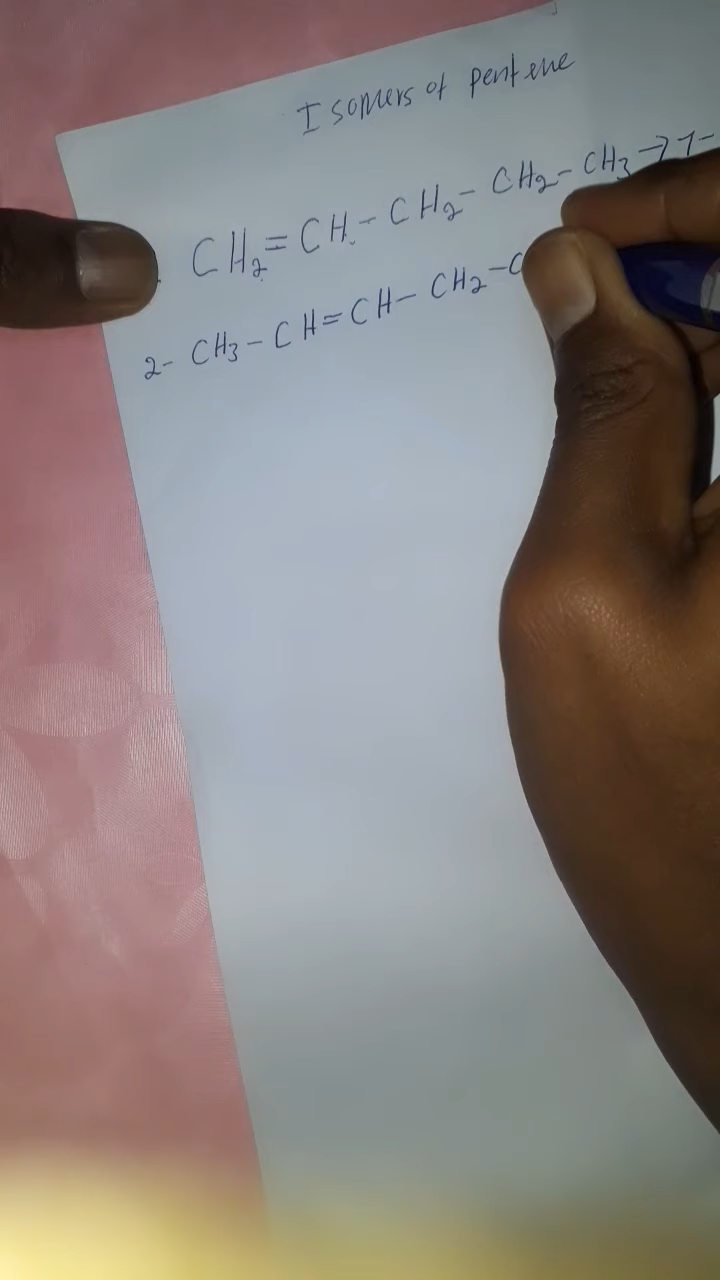 Isomers of pentene
CH₂=CH-CH₂-CH₂-CH₃→1-
2- CH₃-CH=CH-CH₂-C